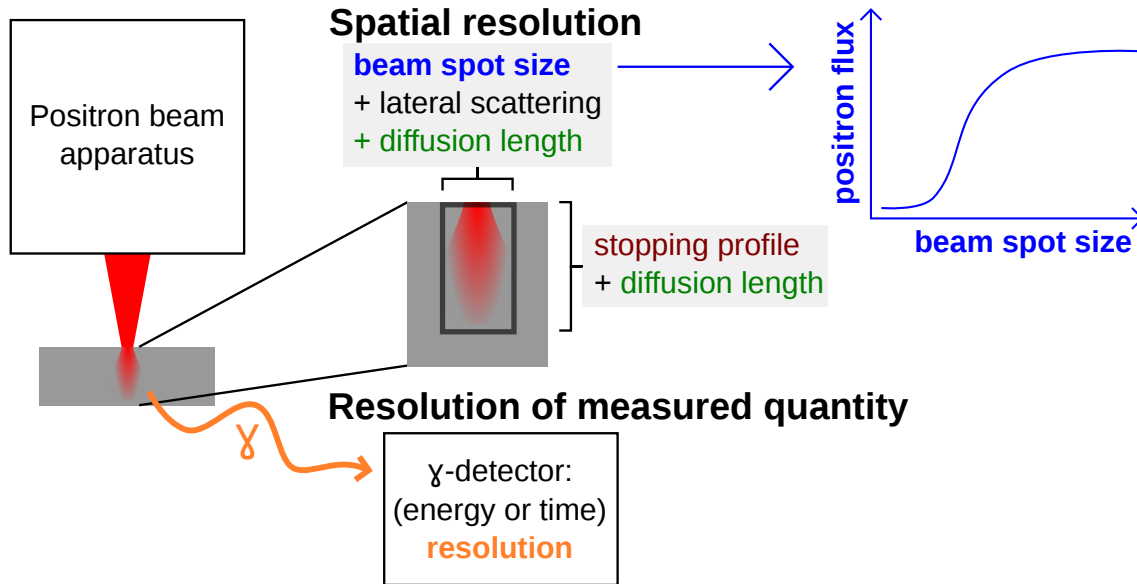 Positron beam
apparatus
Spatial resolution
beam spot size
+ lateral scattering
+ diffusion length
positron flux
beam spot size
stopping profile
+ diffusion length
ɣ
Resolution of measured quantity
ɣ-detector:
(energy or time)
resolution